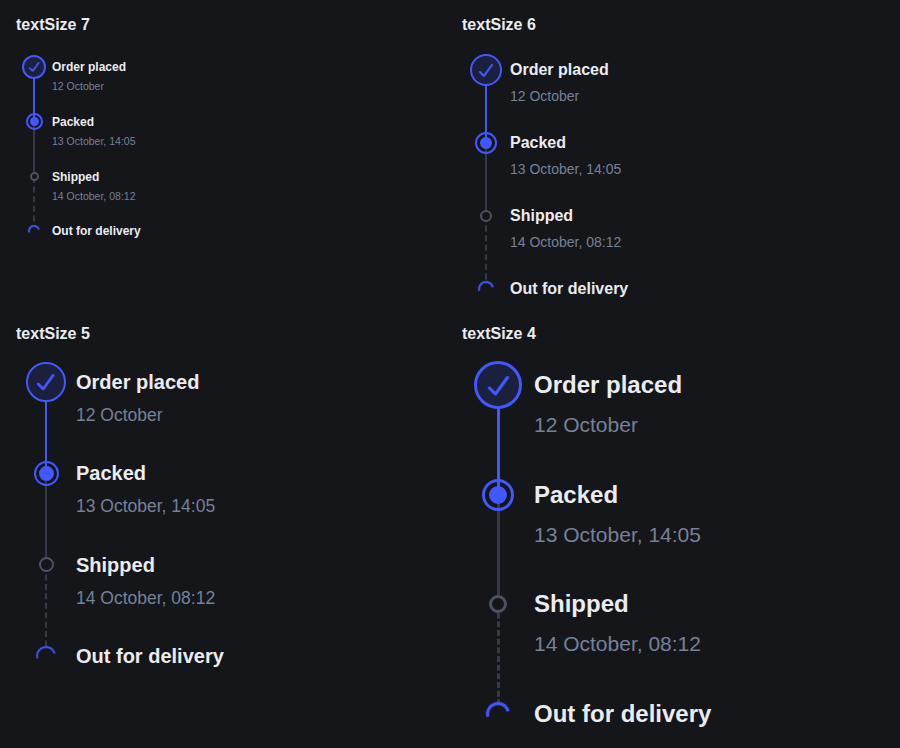 textSize 7
Order placed
12 October
Packed
13 October, 14:05
Shipped
14 October, 08:12
Out for delivery
textSize 6
Order placed
12 October
Packed
13 October, 14:05
Shipped
14 October, 08:12
Out for delivery
textSize 5
Order placed
12 October
Packed
13 October, 14:05
Shipped
14 October, 08:12
Out for delivery
textSize 4
Order placed
12 October
Packed
13 October, 14:05
Shipped
14 October, 08:12
Out for delivery